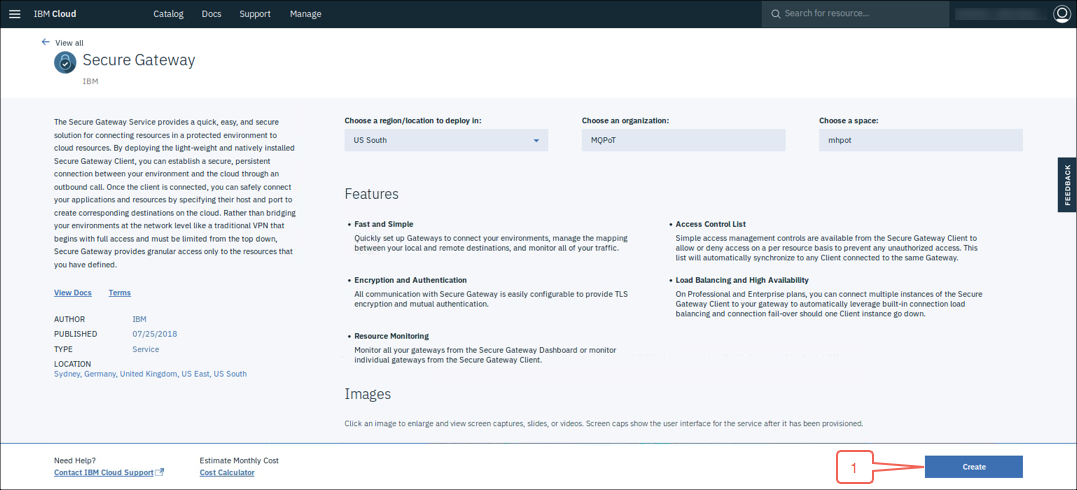 IBM Cloud
Catalog
Docs
Support
Manage
Search for resource...
View all
Secure Gateway
IBM
The Secure Gateway Service provides a quick, easy, and secure
solution for connecting resources in a protected environment to
cloud resources. By deploying the light-weight and natively installed
Secure Gateway Client, you can establish a secure, persistent
connection between your environment and the cloud through an
outbound call. Once the client is connected, you can safely connect
your applications and resources by specifying their host and port to
create corresponding destinations on the cloud. Rather than bridging
your environments at the network level like a traditional VPN that
begins with full access and must be limited from the top down,
Secure Gateway provides granular access only to the resources that
you have defined.
View Docs
Terms
AUTHOR IBM
PUBLISHED 07/25/2018
TYPE Service
LOCATION
Sydney, Germany, United Kingdom, US East, US South
Choose a region/location to deploy in:
US South
Choose an organization:
MQPoT
Choose a space:
mhpot
Features
• Fast and Simple
Quickly set up Gateways to connect your environments, manage the mapping
between your local and remote destinations, and monitor all of your traffic.
• Encryption and Authentication
All communication with Secure Gateway is easily configurable to provide TLS
encryption and mutual authentication.
• Resource Monitoring
Monitor all your gateways from the Secure Gateway Dashboard or monitor
individual gateways from the Secure Gateway Client.
• Access Control List
Simple access management controls are available from the Secure Gateway Client to
allow or deny access on a per resource basis to prevent any unauthorized access. This
list will automatically synchronize to any Client connected to the same Gateway.
• Load Balancing and High Availability
On Professional and Enterprise plans, you can connect multiple instances of the Secure
Gateway Client to your gateway to automatically leverage built-in connection load
balancing and connection fail-over should one Client instance go down.
Images
Click an image to enlarge and view screen captures, slides, or videos. Screen caps show the user interface for the service after it has been provisioned.
FEEDBACK
Need Help?
Contact IBM Cloud Support
Estimate Monthly Cost
Cost Calculator
1
Create